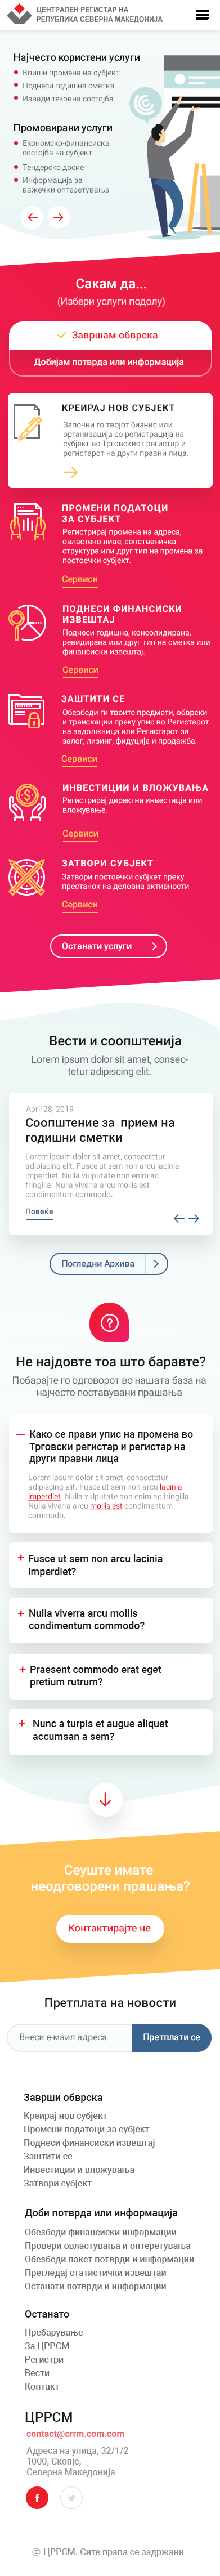 ЦЕНТРАЛЕН РЕГИСТАР НА
РЕПУБЛИКА СЕВЕРНА МАКЕДОНИЈА
Најчесто користени услуги
Впиши промена на субјект
Поднеси годишна сметка
Извади тековна состојба
Промовирани услуги
Економско-финансиска
состојба на субјект
Тендерско досие
Информација за
важечки оптеретувања
Сакам да...
(Избери услуги подолу)
Завршам обврска
Добијам потврда или информација
КРЕИРАЈ НОВ СУБЈЕКТ
Започни го твојот бизнис или
организација со регистрација на
субјект во Трговскиот регистар и
регистарот на други правни лица.
ПРОМЕНИ ПОДАТОЦИ
ЗА СУБЈЕКТ
Регистрирај промена на адреса,
овластено лице, сопственичка
структура или друг тип на промена за
постоечки субјект.
Сервиси
ПОДНЕСИ ФИНАНСИСКИ
ИЗВЕШТАЈ
Поднеси годишна, консолидирана,
ревидирана или друг тип на сметка или
финансиски извештај.
Сервиси
ЗАШТИТИ СЕ
Обезбеди ги твоите предмети, обврски
и транскации преку упис во Регистарот
на задолжница или Регистарот за
залог, лизинг, фидуција и продажба.
Сервиси
ИНВЕСТИЦИИ И ВЛОЖУВАЊА
Регистрирај директна инвестицја или
вложување.
Сервиси
ЗАТВОРИ СУБЈЕКТ
Затвори постоечки субјект преку
престанок на деловна активности
Сервиси
Останати услуги
Вести и соопштенија
Lorem ipsum dolor sit amet, consec-
tetur adipiscing elit.
April 28, 2019
Соопштение за прием на
годишни сметки
Lorem ipsum dolor sit amet, consectetur
adipiscing elit. Fusce ut sem non arcu lacinia
imperdiet. Nulla vulputate non enim ac
fringilla. Nulla viverra arcu mollis est
condimentum commodo.
Повеќе
Погледни Архива
?
Не најдовте тоа што баравте?
Побарајте го одговорот во нашата база на
најчесто поставувани прашања
Како се прави упис на промена во
Трговски регистар и регистар на
други правни лица
Lorem ipsum dolor sit amet, consectetur
adipiscing elit. Fusce ut sem non arcu lacinia
imperdiet. Nulla vulputate non enim ac fringilla.
Nulla viverra arcu mollis est condimentum
commodo.
Fusce ut sem non arcu lacinia
imperdiet?
Nulla viverra arcu mollis
condimentum commodo?
Praesent commodo erat eget
pretium rutrum?
Nunc a turpis et augue aliquet
accumsan a sem?
Сеуште имате
неодговорени прашања?
Контактирајте не
Претплата на новости
Внеси е-маил адреса
Претплати се
Заврши обврска
Креирај нов субјект
Промени податоци за субјект
Поднеси финансиски извештај
Заштити се
Инвестиции и вложувања
Затвори субјект
Доби потврда или информација
Обезбеди финансиски информации
Провери овластувања и оптеретувања
Обезбеди пакет потврди и информации
Прегледај статистички извештаи
Останати потврди и информации
Останато
Пребарување
За ЦРРСМ
Регистри
Вести
Контакт
ЦРРСМ
contact@crrm.com.com
Адреса на улица, 32/1/2
1000, Скопје,
Северна Македонија
© ЦРРСМ. Сите права се задржани